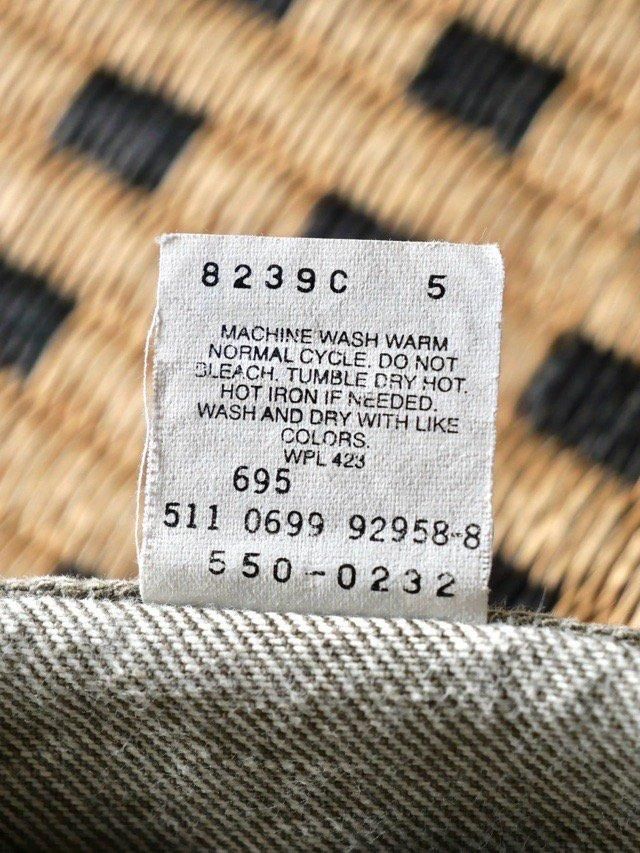 8239C 5
MACHINE WASH WARM
NORMAL CYCLE. DO NOT
BLEACH. TUMBLE DRY HOT.
HOT IRON IF NEEDED.
WASH AND DRY WITH LIKE
COLORS.
WPL 423
695
511 0699 92958-8
550-0232